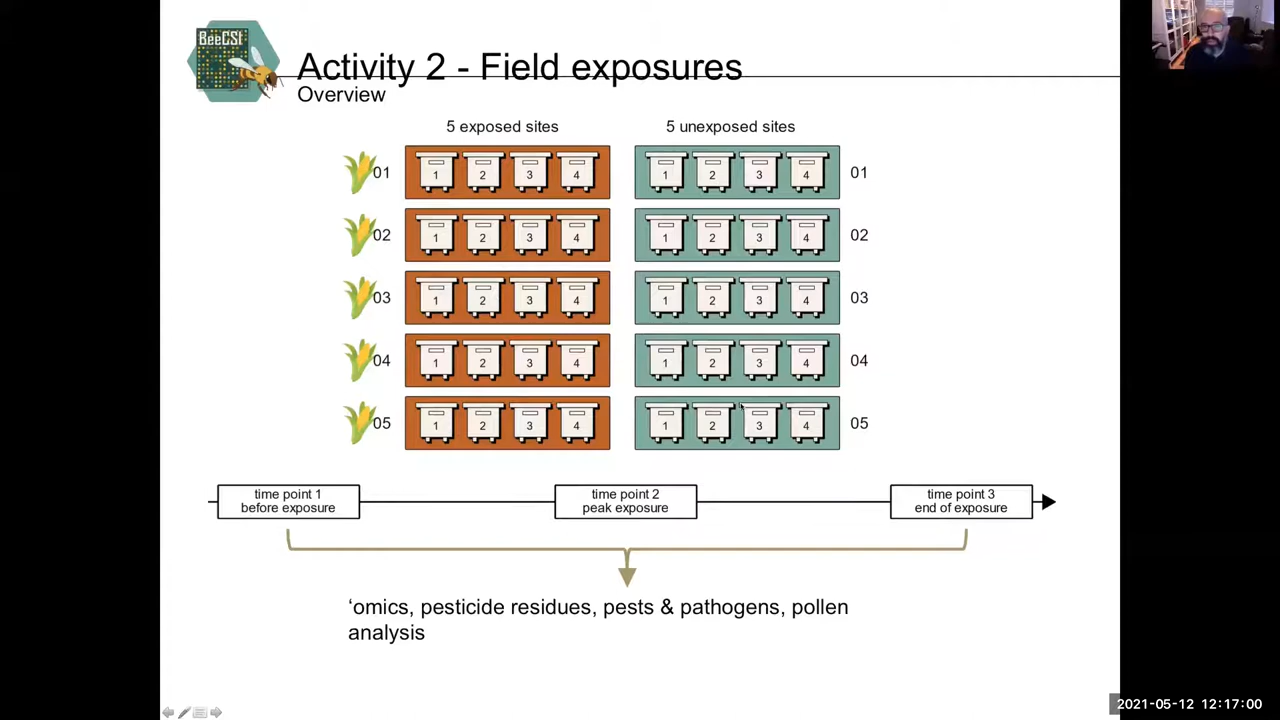 BeeCSI
Activity 2 - Field exposures
Overview
5 exposed sites
5 unexposed sites
01 1 2 3 4 1 2 3 4 01
02 1 2 3 4 1 2 3 4 02
03 1 2 3 4 1 2 3 4 03
04 1 2 3 4 1 2 3 4 04
05 1 2 3 4 1 2 3 4 05
time point 1
before exposure
time point 2
peak exposure
time point 3
end of exposure
‘omics, pesticide residues, pests & pathogens, pollen
analysis
2021-05-12 12:17:00